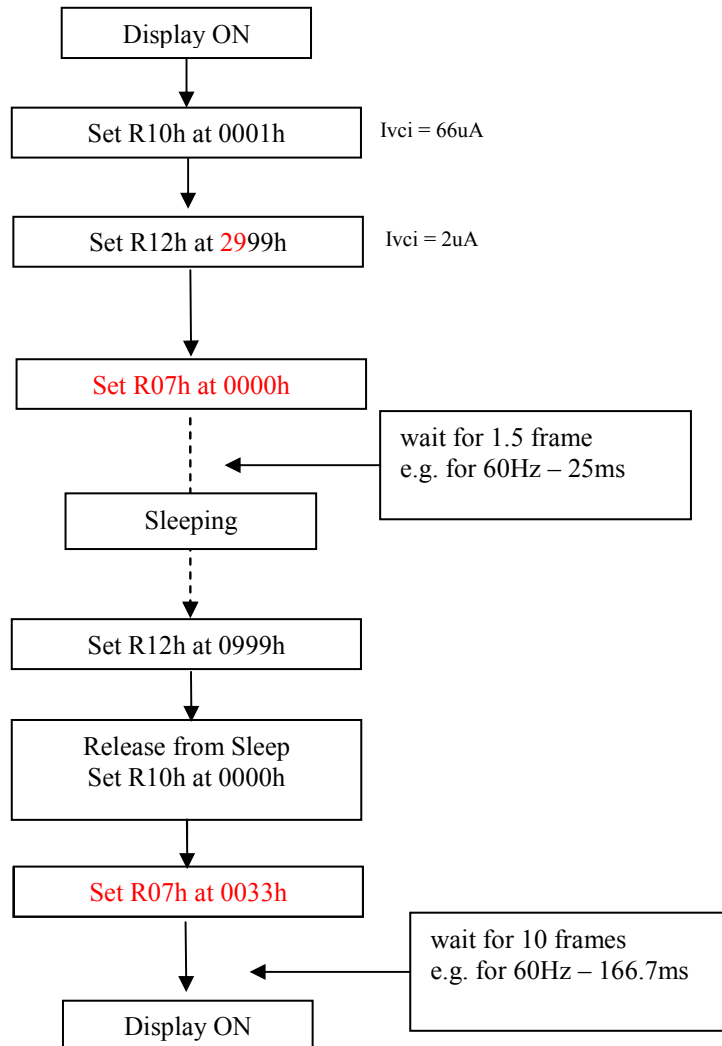 Display ON
Set R10h at 0001h
Ivci = 66uA
Set R12h at 2999h
Ivci = 2uA
Set R07h at 0000h
wait for 1.5 frame
e.g. for 60Hz – 25ms
Sleeping
Set R12h at 0999h
Release from Sleep
Set R10h at 0000h
Set R07h at 0033h
wait for 10 frames
e.g. for 60Hz – 166.7ms
Display ON